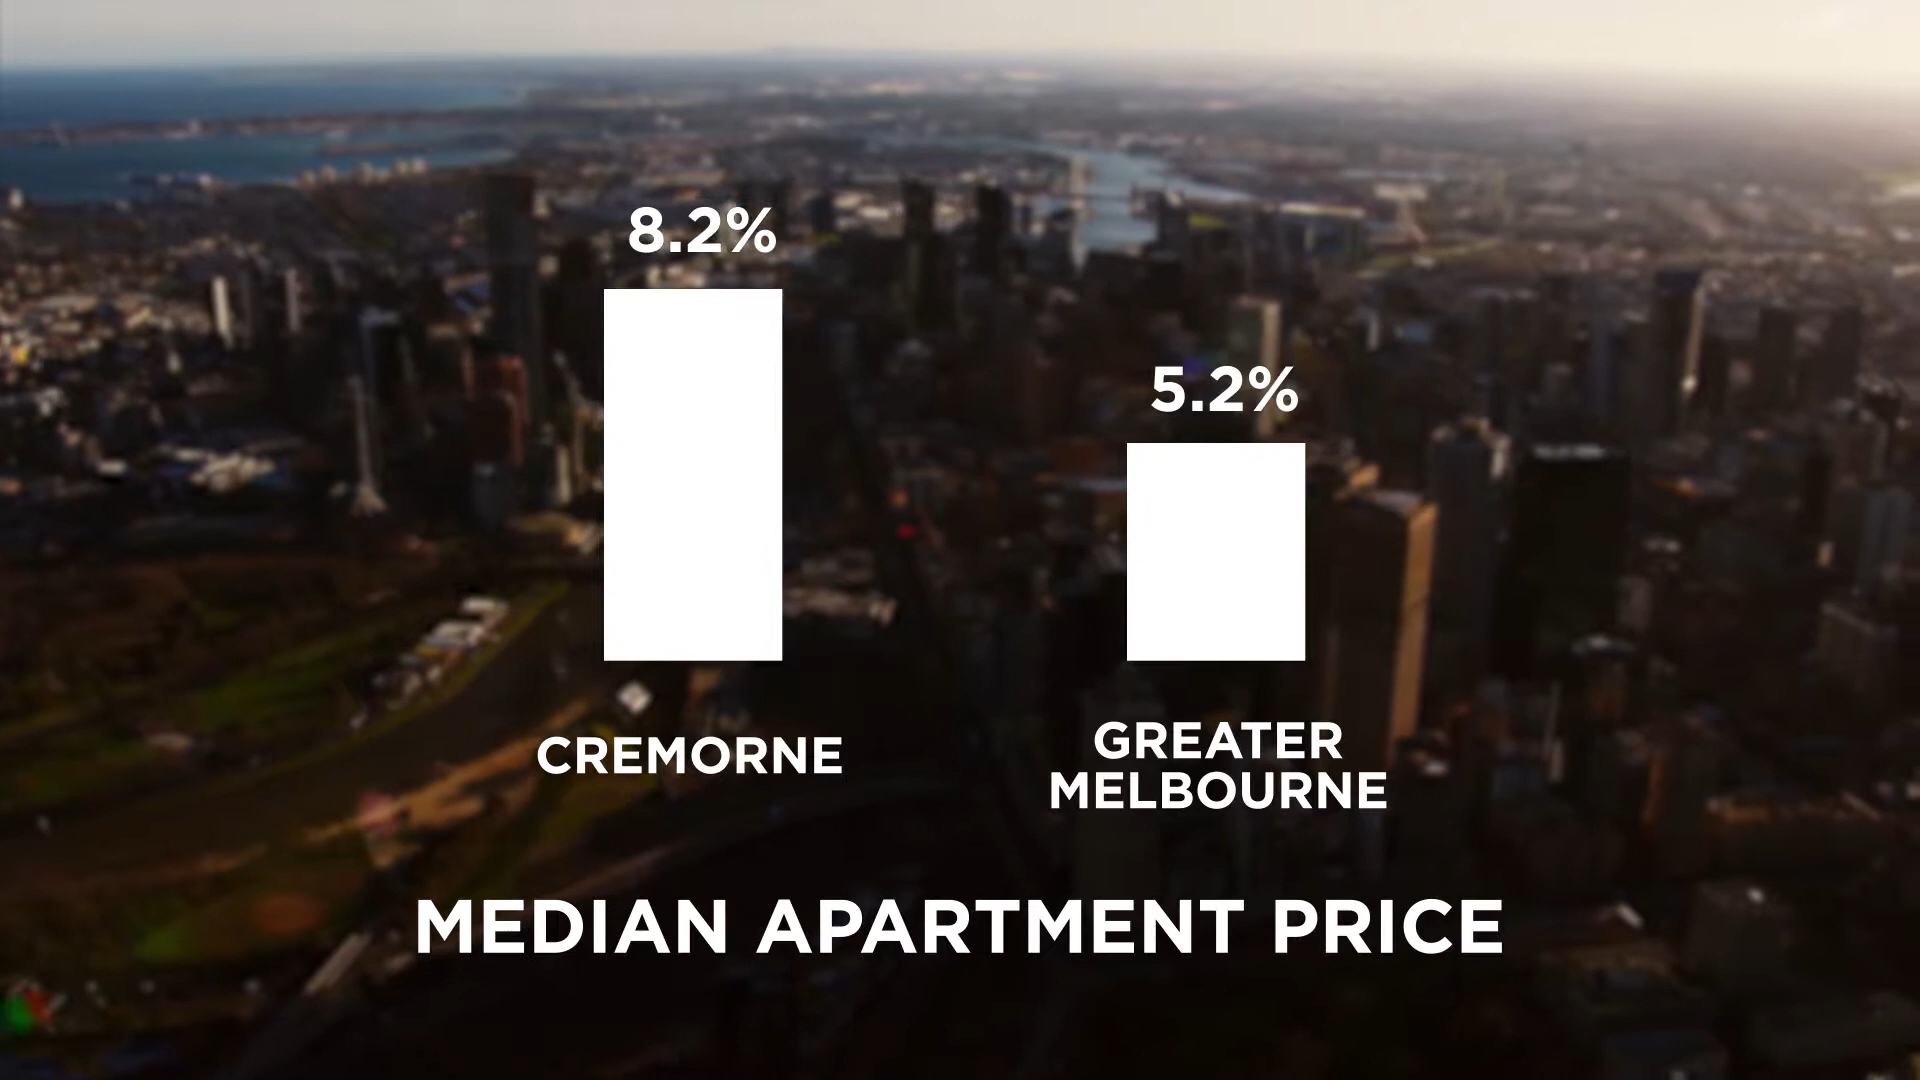 8.2%
5.2%
CREMORNE
GREATER
MELBOURNE
MEDIAN APARTMENT PRICE